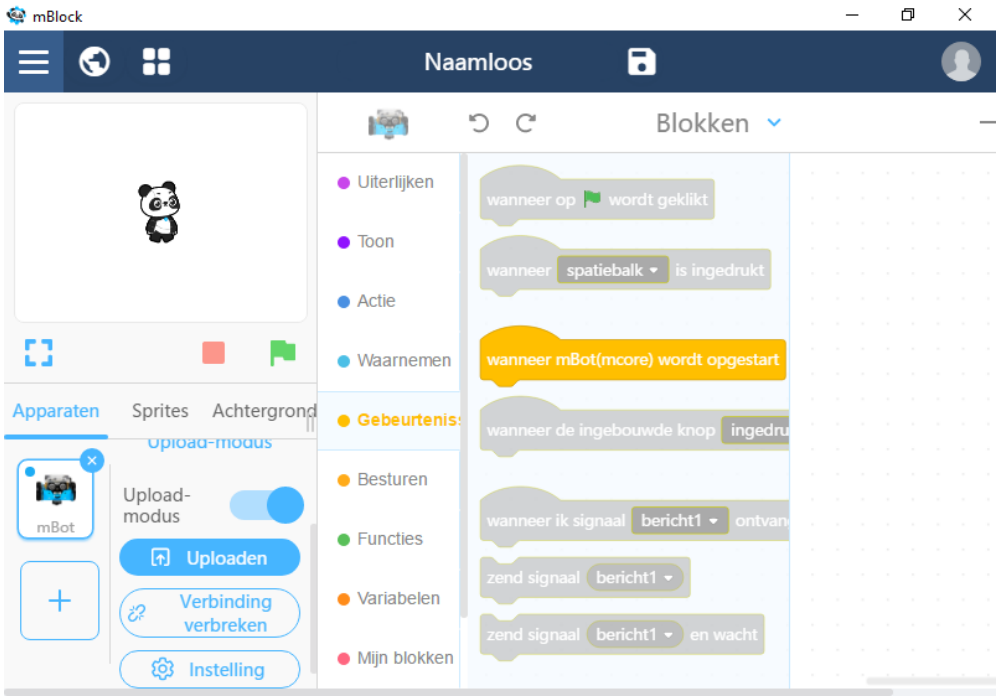 mBlock
Naamloos
Blokken
Uiterlijken
Toon
Actie
Waarnemen
Gebeurtenis
Besturen
Functies
Variabelen
Mijn blokken
wanneer op wordt geklikt
wanneer spatiebalk is ingedrukt
wanneer mBot(mcore) wordt opgestart
wanneer de ingebouwde knop ingedru
wanneer ik signaal bericht1 ontvan
zend signaal bericht1
zend signaal bericht1 en wacht
Apparaten Sprites Achtergrond
Upload-modus
mBot
Upload-
modus
Uploaden
Verbinding
verbreken
Instelling